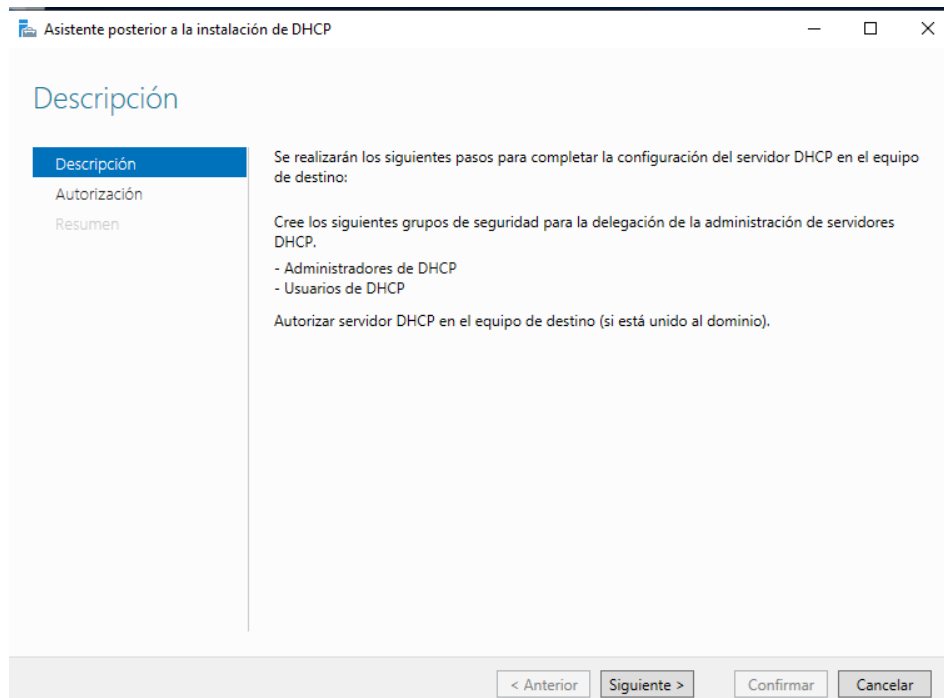 Asistente posterior a la instalación de DHCP
Descripción
Descripción
Autorización
Resumen
Se realizarán los siguientes pasos para completar la configuración del servidor DHCP en el equipo
de destino:
Cree los siguientes grupos de seguridad para la delegación de la administración de servidores
DHCP.
- Administradores de DHCP
- Usuarios de DHCP
Autorizar servidor DHCP en el equipo de destino (si está unido al dominio).
< Anterior Siguiente > Confirmar Cancelar